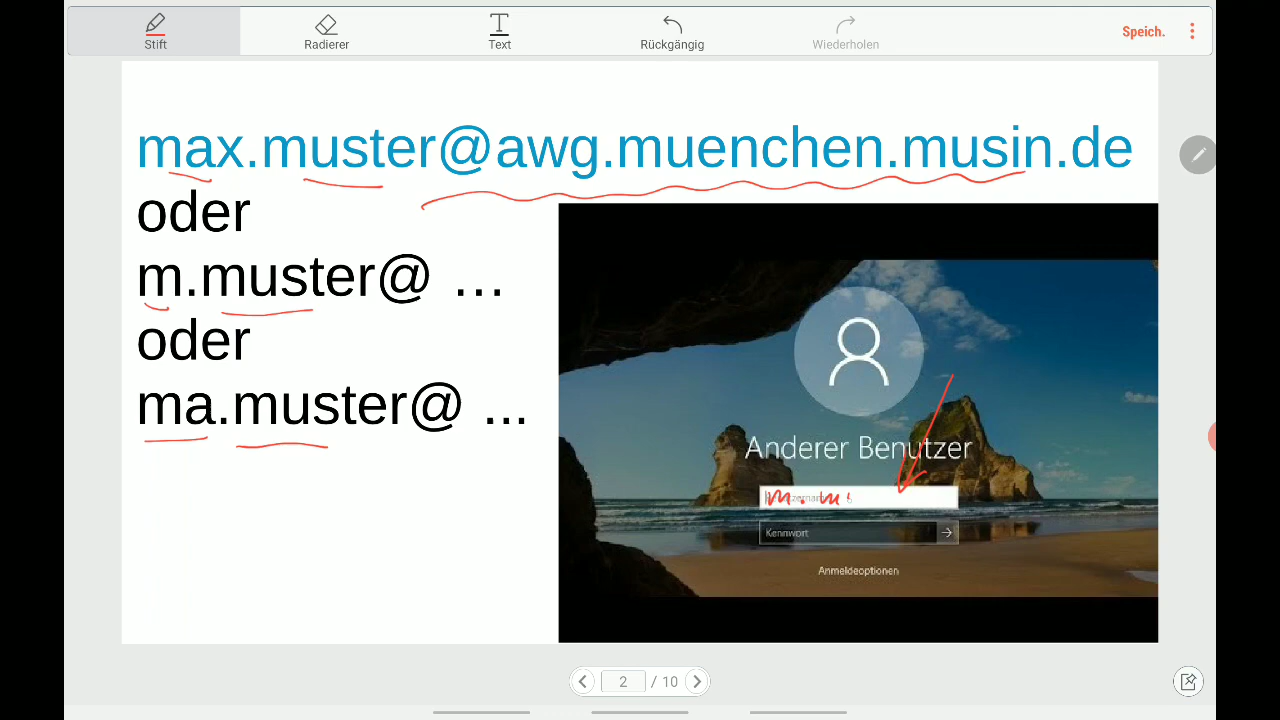 Stift
Radierer
Text
Rückgängig
Wiederholen
Speich.
max.muster@awg.muenchen.musin.de
oder
m.muster@ …
oder
ma.muster@ ...
Anderer Benutzer
m.m
Kennwort
Anmeldeoptionen
2 / 10